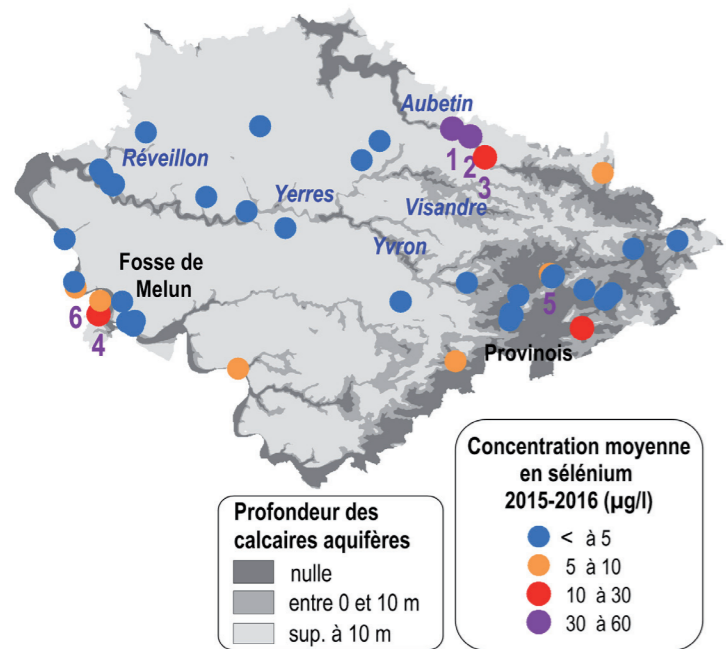 Aubetin
Réveillon
1
2
3
Yerres
Visandre
Yvron
Fosse de
Melun
5
6
4
Provinois
Profondeur des
calcaires aquifères
nulle
entre 0 et 10 m
sup. à 10 m
Concentration moyenne
en sélénium
2015-2016 (µg/l)
< à 5
5 à 10
10 à 30
30 à 60